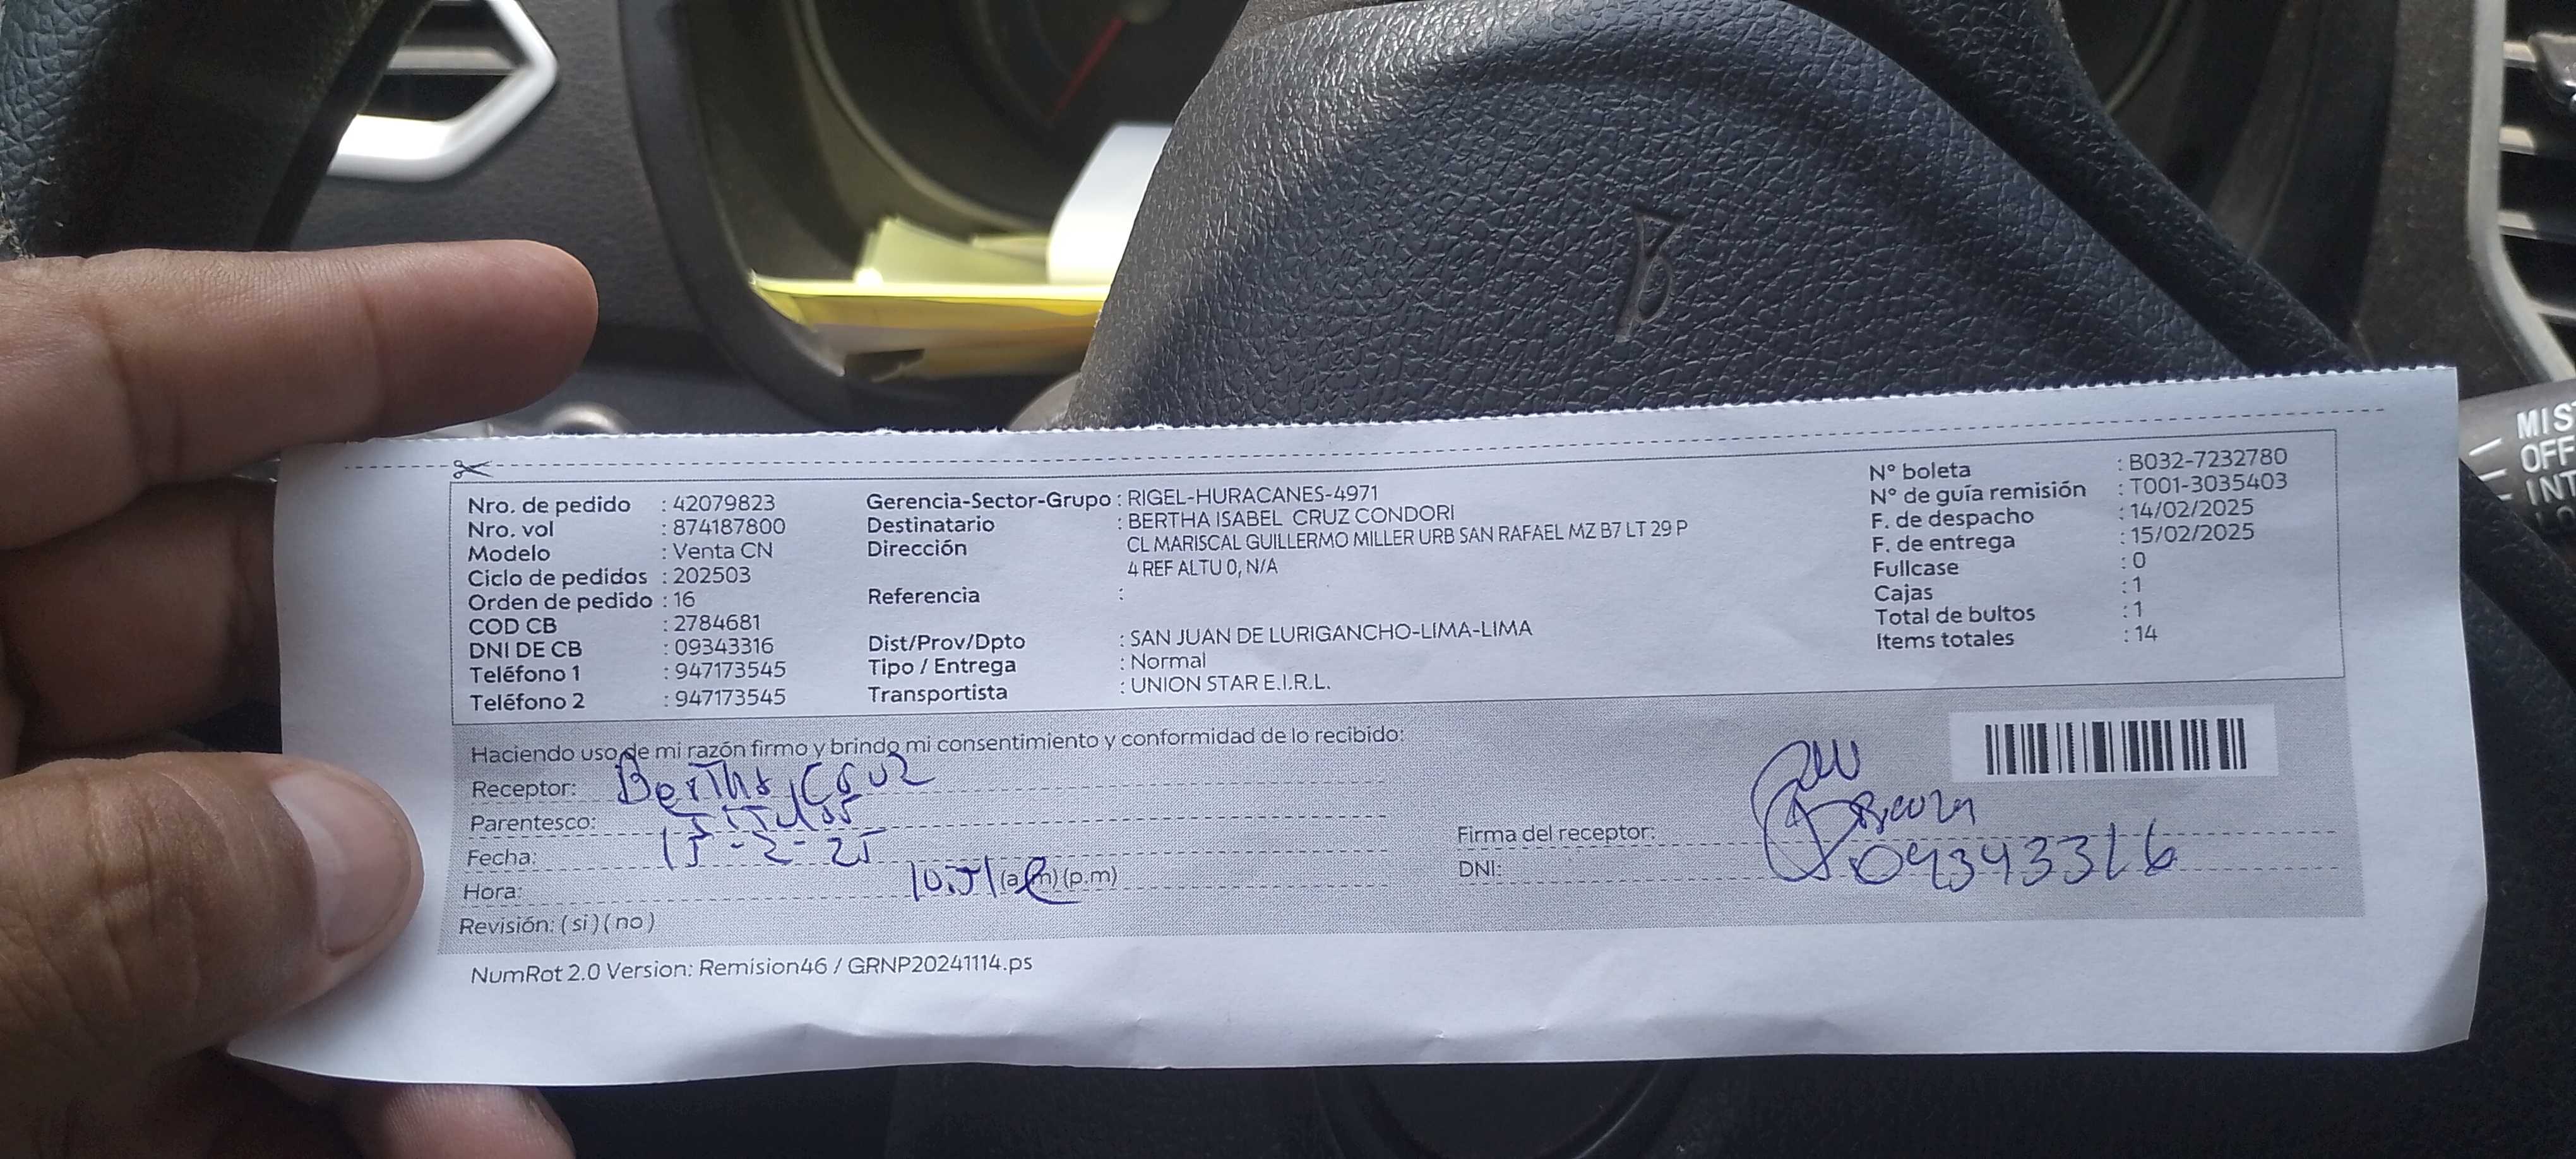 Nro. de pedido : 42079823
Nro. vol : 874187800
Modelo : Venta CN
Ciclo de pedidos : 202503
Orden de pedido : 16
COD CB : 2784681
DNI DE CB : 09343316
Teléfono 1 : 947173545
Teléfono 2 : 947173545
Gerencia-Sector-Grupo : RIGEL-HURACANES-4971
Destinatario : BERTHA ISABEL CRUZ CONDORI
Dirección CL MARISCAL GUILLERMO MILLER URB SAN RAFAEL MZ B7 LT 29 P
4 REF ALTU 0, N/A
Referencia :
Dist/Prov/Dpto : SAN JUAN DE LURIGANCHO-LIMA-LIMA
Tipo / Entrega : Normal
Transportista : UNION STAR E.I.R.L.
N° boleta : B032-7232780
N° de guía remisión : T001-3035403
F. de despacho : 14/02/2025
F. de entrega : 15/02/2025
Fullcase : 0
Cajas : 1
Total de bultos : 1
Items totales : 14
Haciendo uso de mi razón firmo y brindo mi consentimiento y conformidad de lo recibido:
Receptor: Bertha Cruz
Parentesco:
Fecha: 15-2-25
Hora: 10:51 (a.m) (p.m)
Revisión: (si) (no)
Firma del receptor:
DNI: 09343316
NumRot 2.0 Version: Remision46 / GRNP20241114.ps
MIS
OFF
INT